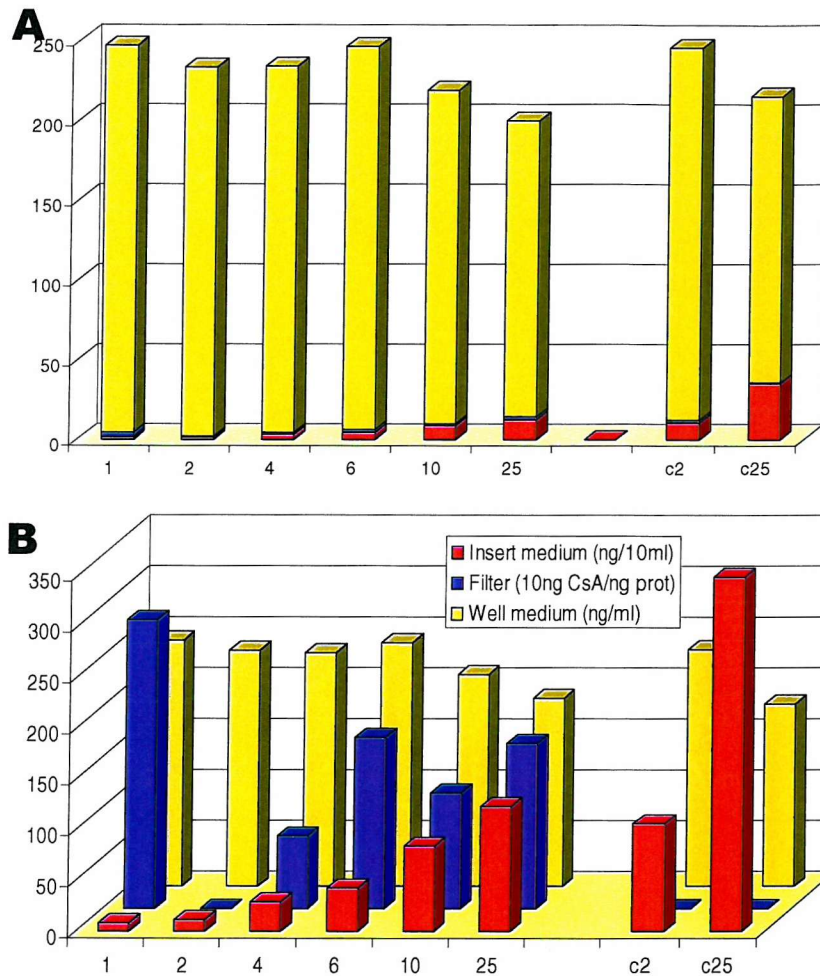 A
250
200
150
100
50
0
1 2 4 6 10 25 c2 c25
B
Insert medium (ng/10ml)
Filter (10ng CsA/ng prot)
Well medium (ng/ml)
350
300
250
200
150
100
50
0
1 2 4 6 10 25 c2 c25